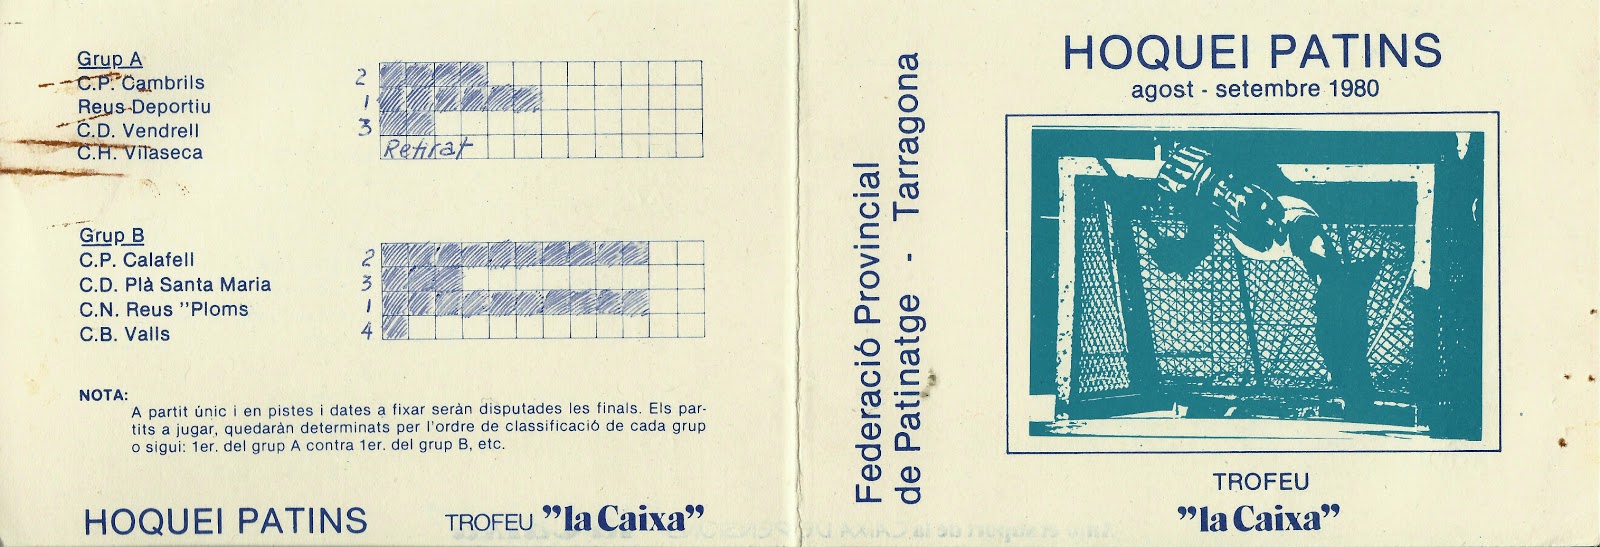 Grup A
C.P. Cambrils
Reus Deportiu
C.D. Vendrell
C.H. Vilaseca
2
1
3
Retirat
Grup B
C.P. Calafell
C.D. Plà Santa Maria
C.N. Reus "Ploms
C.B. Valls
2
3
1
4
NOTA:
A partit únic i en pistes i dates a fixar seràn disputades les finals. Els par-
tits a jugar, quedaràn determinats per l'ordre de classificació de cada grup
o sigui: 1er. del grup A contra 1er. del grup B, etc.
HOQUEI PATINS
TROFEU "la Caixa"
Federació Provincial
de Patinatge - Tarragona
HOQUEI PATINS
agost - setembre 1980
TROFEU
"la Caixa"